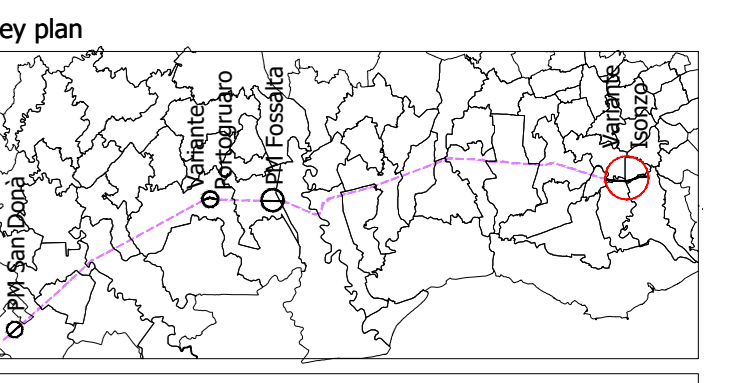 ey plan
PM San Donà
Variante
Portogruaro
PM Fossalta
Variante
Isonzo